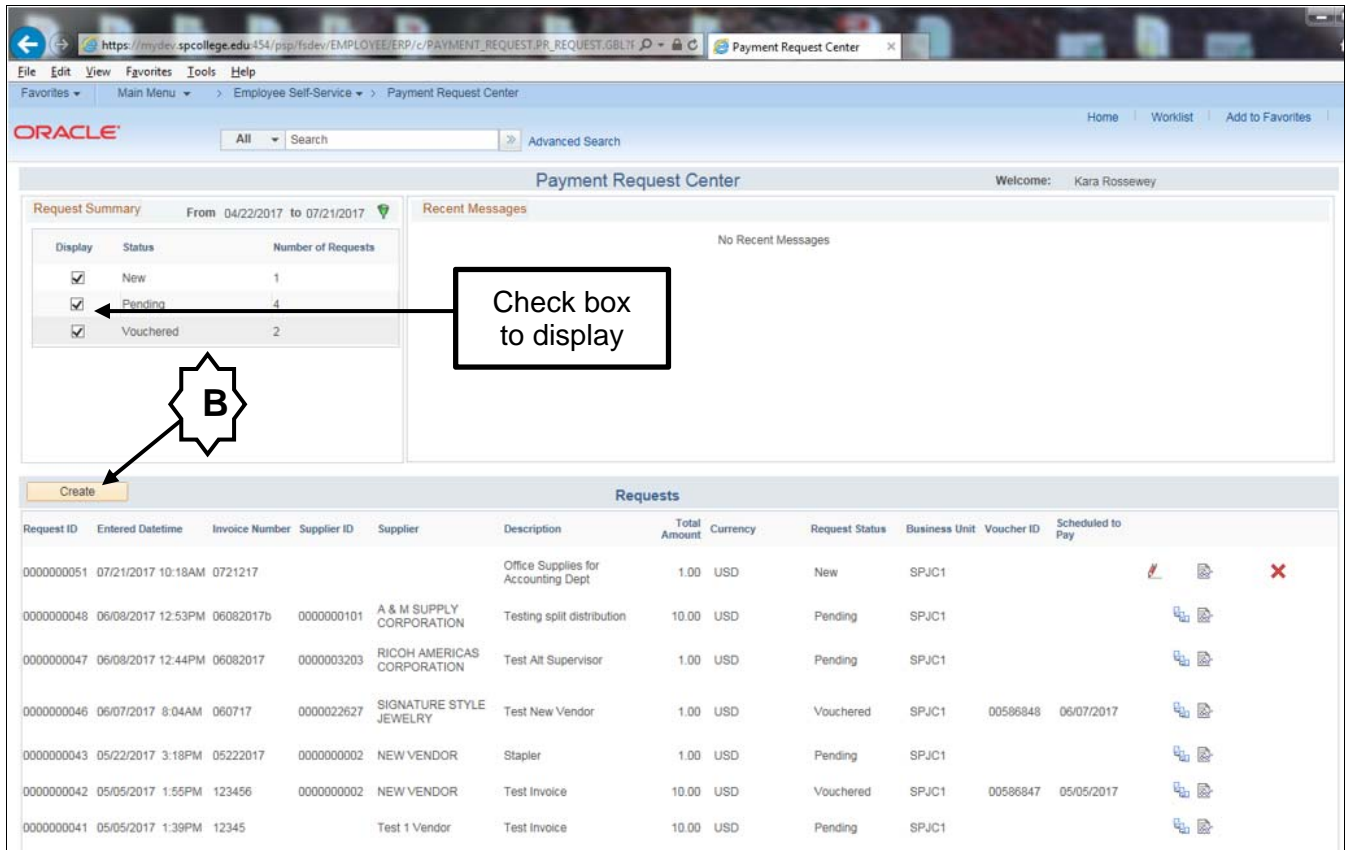 https://mydev.spcollege.edu:454/psp/fsdev/EMPLOYEE/ERP/c/PAYMENT_REQUEST.PR_REQUEST.GBL?f
Payment Request Center
File Edit View Favorites Tools Help
Favorites Main Menu > Employee Self-Service > Payment Request Center
Home Worklist Add to Favorites
ORACLE
All Search Advanced Search
Payment Request Center Welcome: Kara Rossewey
Request Summary From 04/22/2017 to 07/21/2017 Recent Messages
No Recent Messages
Display Status Number of Requests
New 1
Pending 4
Vouchered 2
Check box
to display
B
Create Requests
Request ID Entered Datetime Invoice Number Supplier ID Supplier Description Total Amount Currency Request Status Business Unit Voucher ID Scheduled to Pay
0000000051 07/21/2017 10:18AM 0721217 Office Supplies for Accounting Dept 1.00 USD New SPJC1
0000000048 06/08/2017 12:53PM 06082017b 0000000101 A & M SUPPLY CORPORATION Testing split distribution 10.00 USD Pending SPJC1
0000000047 06/08/2017 12:44PM 06082017 0000003203 RICOH AMERICAS CORPORATION Test Alt Supervisor 1.00 USD Pending SPJC1
0000000046 06/07/2017 8:04AM 060717 0000022627 SIGNATURE STYLE JEWELRY Test New Vendor 1.00 USD Vouchered SPJC1 00586848 06/07/2017
0000000043 05/22/2017 3:18PM 05222017 0000000002 NEW VENDOR Stapler 1.00 USD Pending SPJC1
0000000042 05/05/2017 1:55PM 123456 0000000002 NEW VENDOR Test Invoice 10.00 USD Vouchered SPJC1 00586847 05/05/2017
0000000041 05/05/2017 1:39PM 12345 Test 1 Vendor Test Invoice 10.00 USD Pending SPJC1